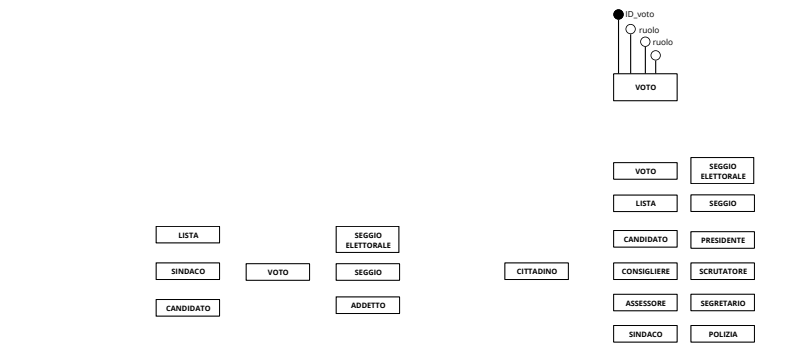 ID_voto
ruolo
ruolo
VOTO
VOTO
SEGGIO
ELETTORALE
LISTA
SEGGIO
CANDIDATO
PRESIDENTE
CONSIGLIERE
SCRUTATORE
ASSESSORE
SEGRETARIO
SINDACO
POLIZIA
LISTA
SEGGIO
ELETTORALE
SINDACO
VOTO
SEGGIO
CITTADINO
CANDIDATO
ADDETTO